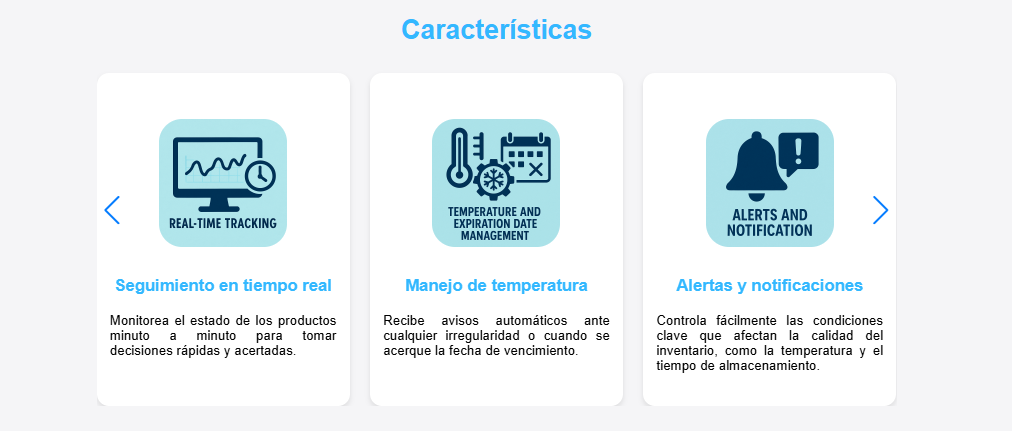 Características
REAL-TIME TRACKING
Seguimiento en tiempo real
Monitorea el estado de los productos
minuto a minuto para tomar
decisiones rápidas y acertadas.
TEMPERATURE AND
EXPIRATION DATE
MANAGEMENT
Manejo de temperatura
Recibe avisos automáticos ante
cualquier irregularidad o cuando se
acerque la fecha de vencimiento.
ALERTS AND
NOTIFICATION
Alertas y notificaciones
Controla fácilmente las condiciones
clave que afectan la calidad del
inventario, como la temperatura y el
tiempo de almacenamiento.